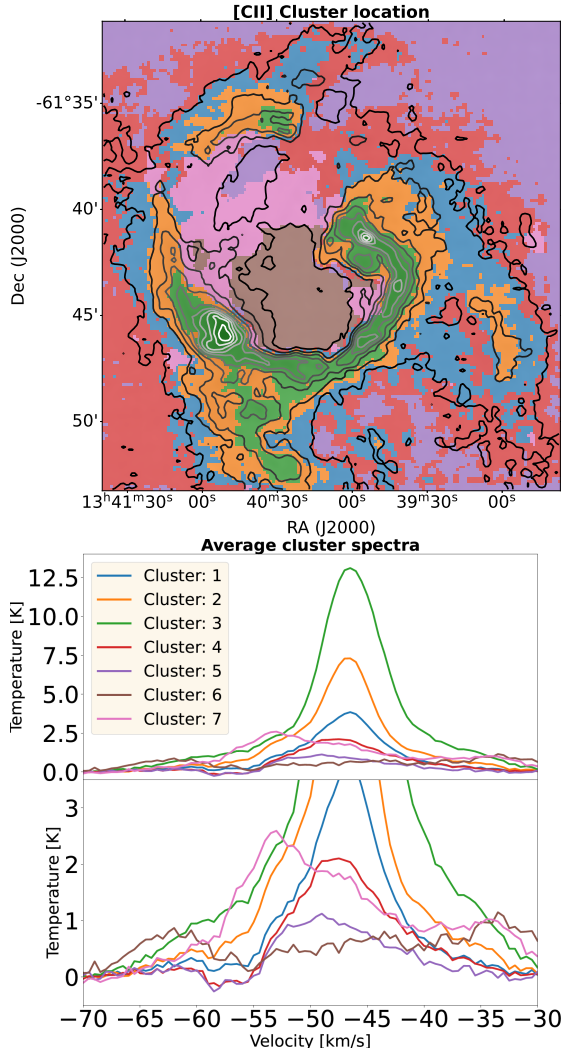 [CII] Cluster location
-61°35'
40'
45'
50'
Dec (J2000)
13ʰ41ᵐ30ˢ 00ˢ 40ᵐ30ˢ 00ˢ 39ᵐ30ˢ 00ˢ
RA (J2000)
Average cluster spectra
12.5
10.0
7.5
5.0
2.5
0.0
Temperature [K]
Cluster: 1
Cluster: 2
Cluster: 3
Cluster: 4
Cluster: 5
Cluster: 6
Cluster: 7
3
2
1
0
Temperature [K]
−70 −65 −60 −55 −50 −45 −40 −35 −30
Velocity [km/s]